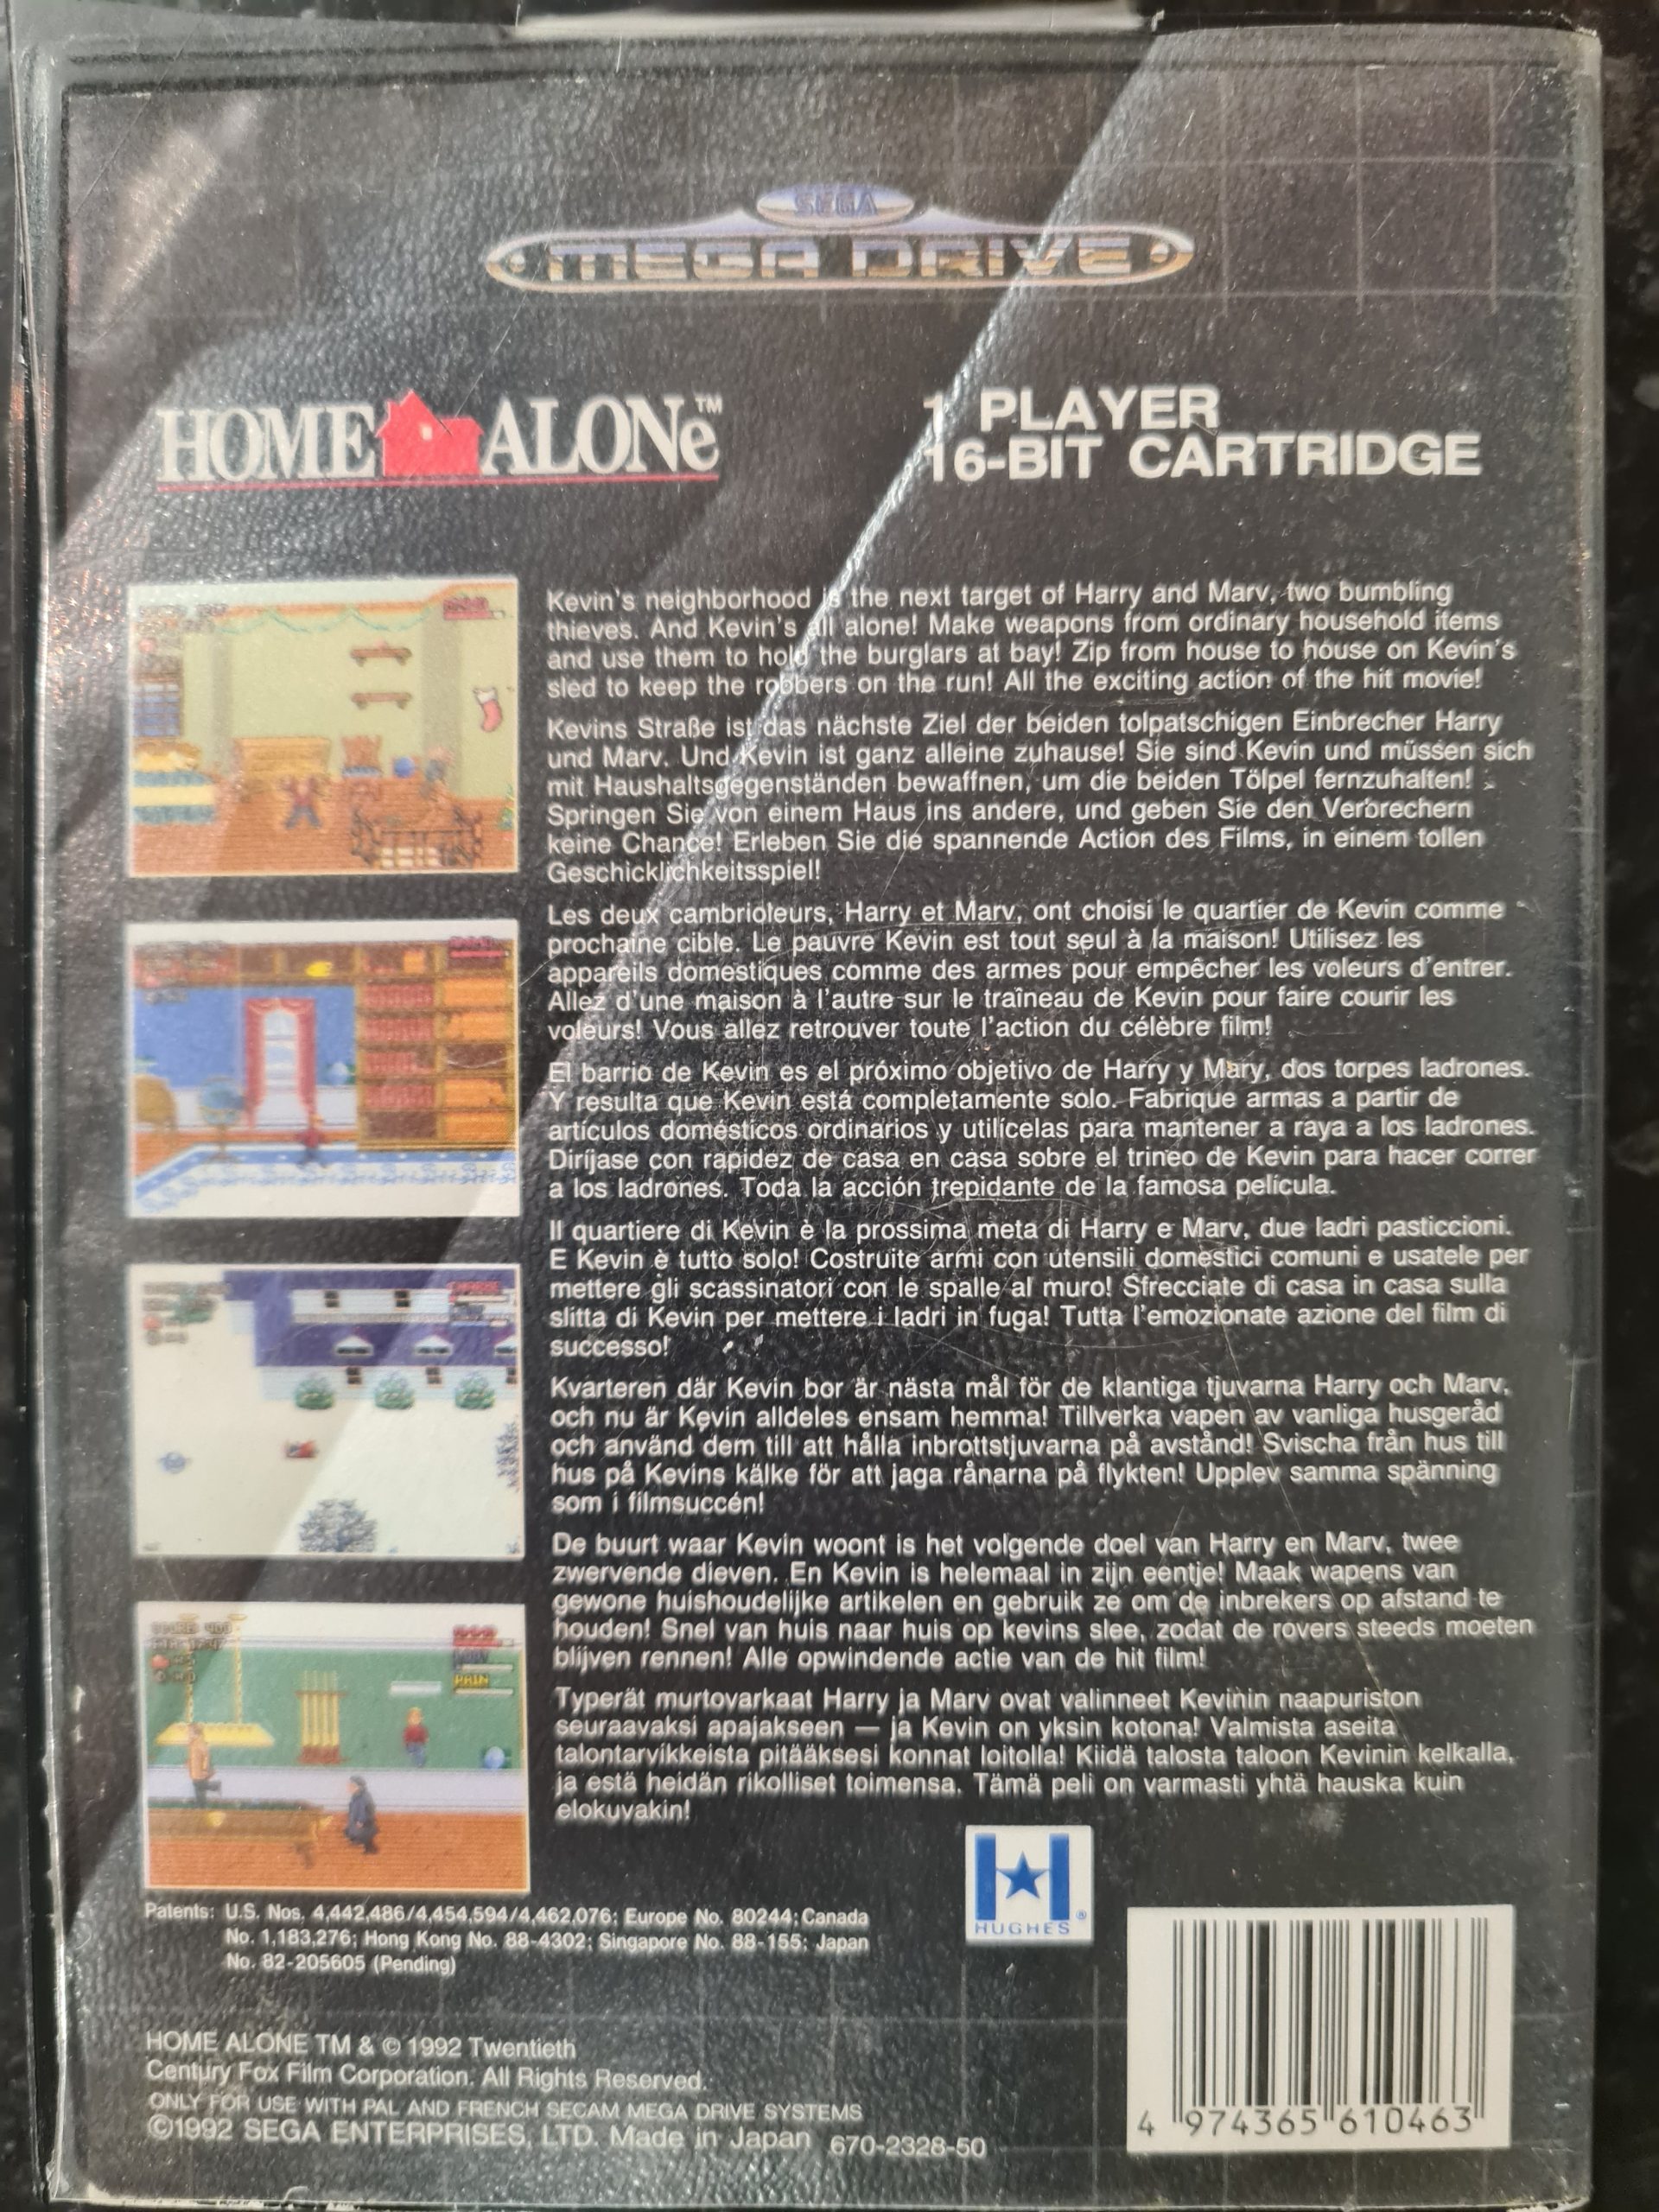 SEGA
MEGA DRIVE
HOME ALONe™
1 PLAYER
16-BIT CARTRIDGE
Kevin's neighborhood is the next target of Harry and Marv, two bumbling
thieves. And Kevin's all alone! Make weapons from ordinary household items
and use them to hold the burglars at bay! Zip from house to house on Kevin's
sled to keep the robbers on the run! All the exciting action of the hit movie!
Kevins Straße ist das nächste Ziel der beiden tolpatschigen Einbrecher Harry
und Marv. Und Kevin ist ganz alleine zuhause! Sie sind Kevin und müssen sich
mit Haushaltsgegenständen bewaffnen, um die beiden Tölpel fernzuhalten!
Springen Sie von einem Haus ins andere, und geben Sie den Verbrechern
keine Chance! Erleben Sie die spannende Action des Films, in einem tollen
Geschicklichkeitsspiel!
Les deux cambrioleurs, Harry et Marv, ont choisi le quartier de Kevin comme
prochaine cible. Le pauvre Kevin est tout seul à la maison! Utilisez les
appareils domestiques comme des armes pour empêcher les voleurs d'entrer.
Allez d'une maison à l'autre sur le traîneau de Kevin pour faire courir les
voleurs! Vous allez retrouver toute l'action du célèbre film!
El barrio de Kevin es el próximo objetivo de Harry y Mary, dos torpes ladrones.
Y resulta que Kevin está completamente solo. Fabrique armas a partir de
artículos domésticos ordinarios y utilícelas para mantener a raya a los ladrones.
Diríjase con rapidez de casa en casa sobre el trineo de Kevin para hacer correr
a los ladrones. Toda la acción trepidante de la famosa película.
Il quartiere di Kevin è la prossima meta di Harry e Marv, due ladri pasticcioni.
E Kevin è tutto solo! Costruite armi con utensili domestici comuni e usatele per
mettere gli scassinatori con le spalle al muro! Sfrecciate di casa in casa sulla
slitta di Kevin per mettere i ladri in fuga! Tutta l'emozionate azione del film di
successo!
Kvarteren där Kevin bor är nästa mål för de klantiga tjuvarna Harry och Marv,
och nu är Kevin alldeles ensam hemma! Tillverka vapen av vanliga husgeråd
och använd dem till att hålla inbrottstjuvarna på avstånd! Svischa från hus till
hus på Kevins kälke för att jaga rånarna på flykten! Upplev samma spänning
som i filmsuccén!
De buurt waar Kevin woont is het volgende doel van Harry en Marv, twee
zwervende dieven. En Kevin is helemaal in zijn eentje! Maak wapens van
gewone huishoudelijke artikelen en gebruik ze om de inbrekers op afstand te
houden! Snel van huis naar huis op kevins slee, zodat de rovers steeds moeten
blijven rennen! Alle opwindende actie van de hit film!
Typerät murtovarkaat Harry ja Marv ovat valinneet Kevinin naapuriston
seuraavaksi apajakseen — ja Kevin on yksin kotona! Valmista aseita
talontarvikkeista pitääksesi konnat loitolla! Kiidä talosta taloon Kevinin kelkalla,
ja estä heidän rikolliset toimensa. Tämä peli on varmasti yhtä hauska kuin
elokuvakin!
HUGHES®
Patents: U.S. Nos. 4,442,486/4,454,594/4,462,076; Europe No. 80244; Canada
No. 1,183,276; Hong Kong No. 88-4302; Singapore No. 88-155; Japan
No. 82-205605 (Pending)
HOME ALONE TM & © 1992 Twentieth
Century Fox Film Corporation. All Rights Reserved.
ONLY FOR USE WITH PAL AND FRENCH SECAM MEGA DRIVE SYSTEMS
©1992 SEGA ENTERPRISES, LTD. Made in Japan 670-2328-50
4 974365 610463